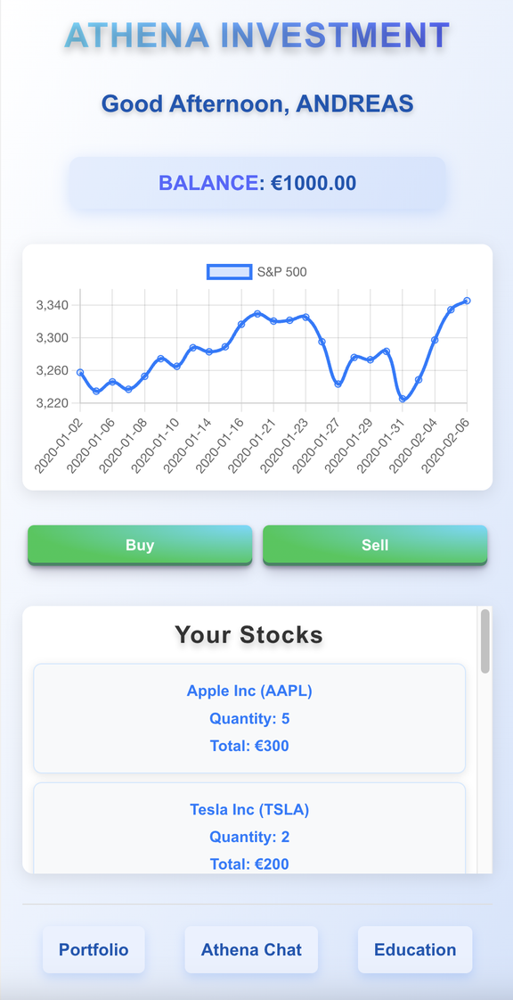 ATHENA INVESTMENT
Good Afternoon, ANDREAS
BALANCE: €1000.00
S&P 500
3,340
3,300
3,260
3,220
2020-01-02
2020-01-06
2020-01-08
2020-01-10
2020-01-14
2020-01-16
2020-01-21
2020-01-23
2020-01-27
2020-01-29
2020-01-31
2020-02-04
2020-02-06
Buy
Sell
Your Stocks
Apple Inc (AAPL)
Quantity: 5
Total: €300
Tesla Inc (TSLA)
Quantity: 2
Total: €200
Portfolio
Athena Chat
Education